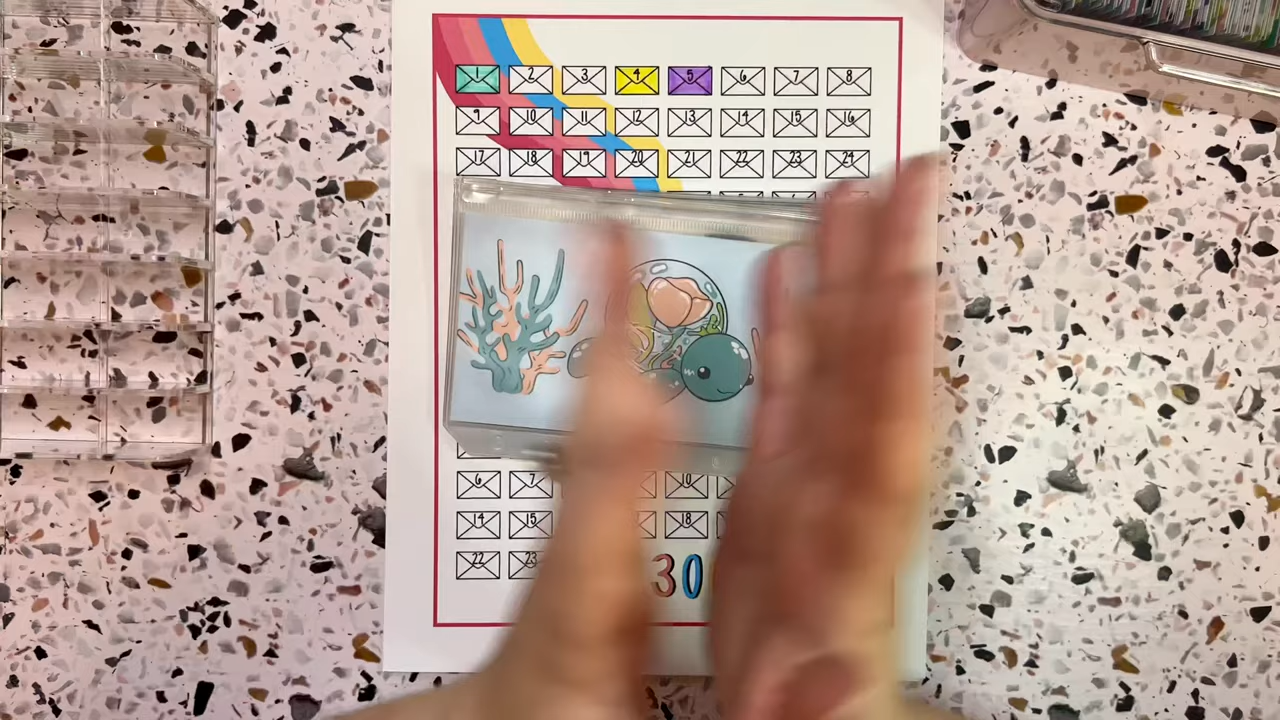 1 2 3 4 5 6 7 8
9 10 11 12 13 14 15 16
17 18 19 20 21 22 23 24
6 7 10
14 15 18
22 23 30